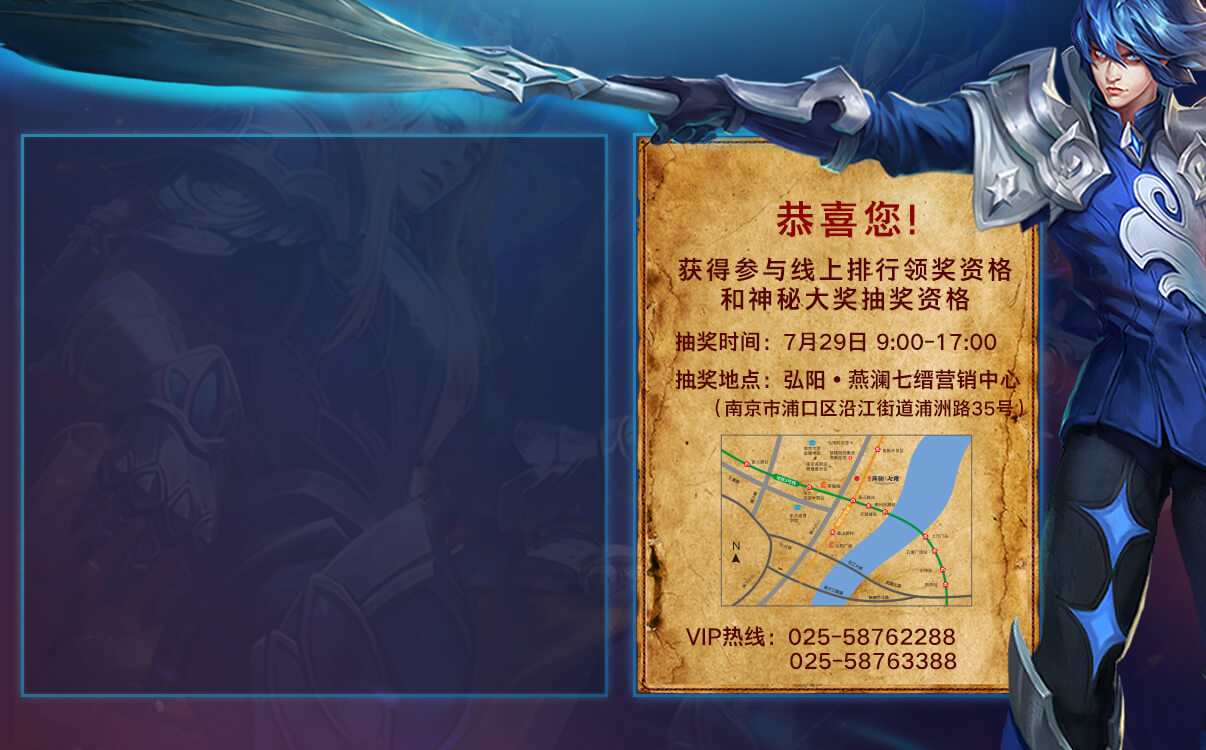 恭喜您!
获得参与线上排行领奖资格
和神秘大奖抽奖资格
抽奖时间：7月29日 9:00-17:00
抽奖地点：弘阳·燕澜七缙营销中心
（南京市浦口区沿江街道浦洲路35号）
N
VIP热线：025-58762288
025-58763388